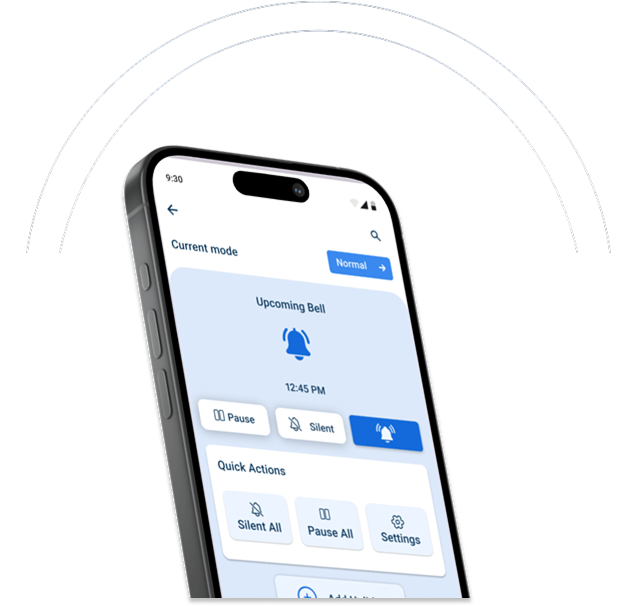 9:30
Current mode
Normal
Upcoming Bell
12:45 PM
Pause
Silent
Quick Actions
Silent All
Pause All
Settings
Add